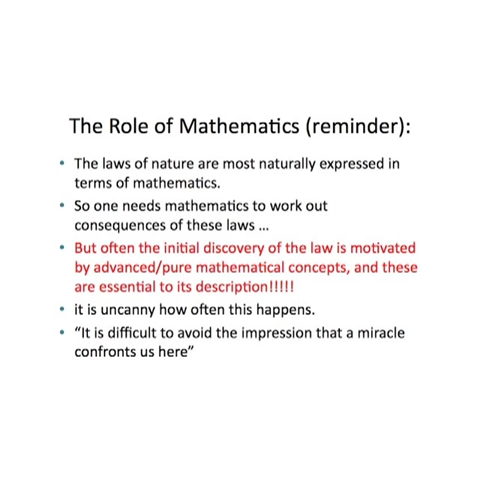 The Role of Mathematics (reminder):
• The laws of nature are most naturally expressed in
terms of mathematics.
• So one needs mathematics to work out
consequences of these laws ...
• But often the initial discovery of the law is motivated
by advanced/pure mathematical concepts, and these
are essential to its description!!!!!
• it is uncanny how often this happens.
• “It is difficult to avoid the impression that a miracle
confronts us here”